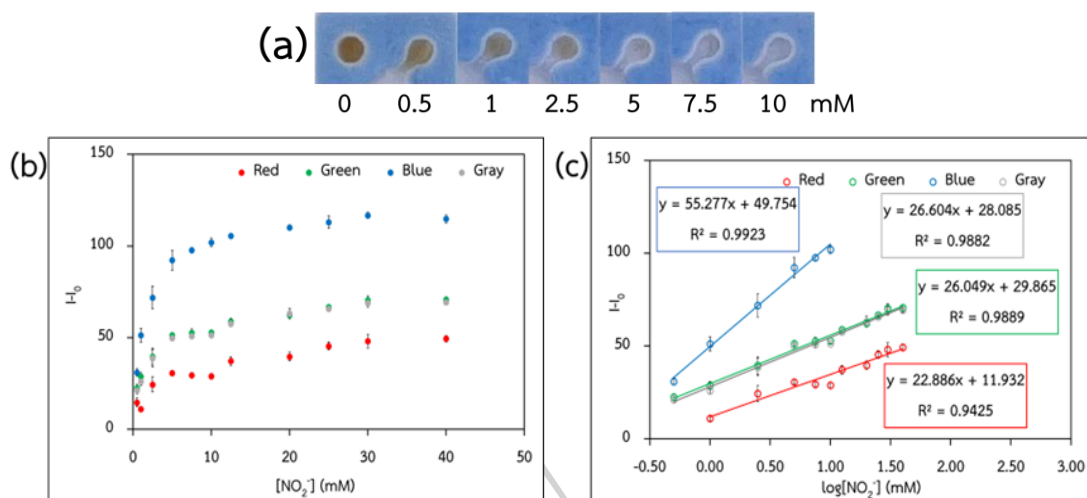 (a)
0 0.5 1 2.5 5 7.5 10 mM
(b)
150
Red Green Blue Gray
100
I-I₀
50
0
0 10 20 30 40 50
[NO₂⁻] (mM)
(c)
150
Red Green Blue Gray
y = 55.277x + 49.754
R² = 0.9923
y = 26.604x + 28.085
R² = 0.9882
100
I-I₀
y = 26.049x + 29.865
R² = 0.9889
50
y = 22.886x + 11.932
R² = 0.9425
0
-0.50 0.00 0.50 1.00 1.50 2.00 2.50 3.00
log[NO₂⁻] (mM)